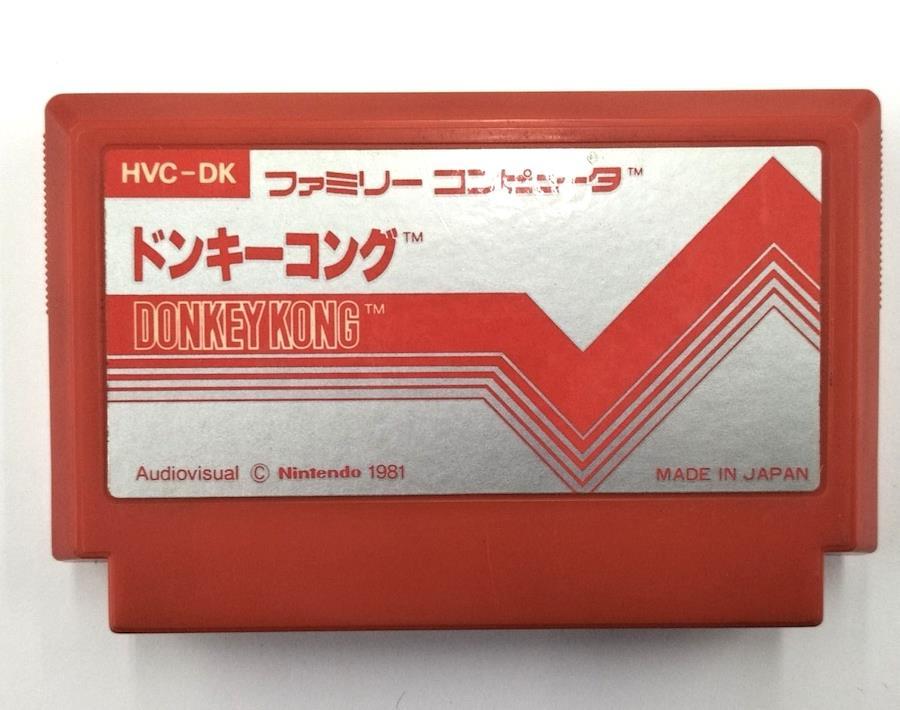 HVC-DK ファミリー コンピュータ™
ドンキーコング™
DONKEY KONG™
Audiovisual © Nintendo 1981
MADE IN JAPAN